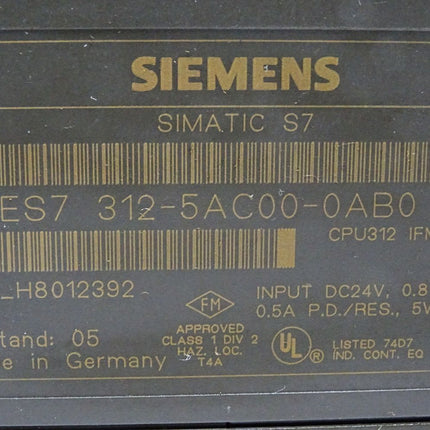 SIEMENS
SIMATIC S7
ES7 312-5AC00-0AB0
CPU312 IFM
_H8012392
INPUT DC24V, 0.8
0.5A P.D./RES., 5W
FM
APPROVED
CLASS 1 DIV 2
HAZ. LOC.
T4A
UL ®
LISTED 74D7
IND. CONT. EQ
tand: 05
e in Germany